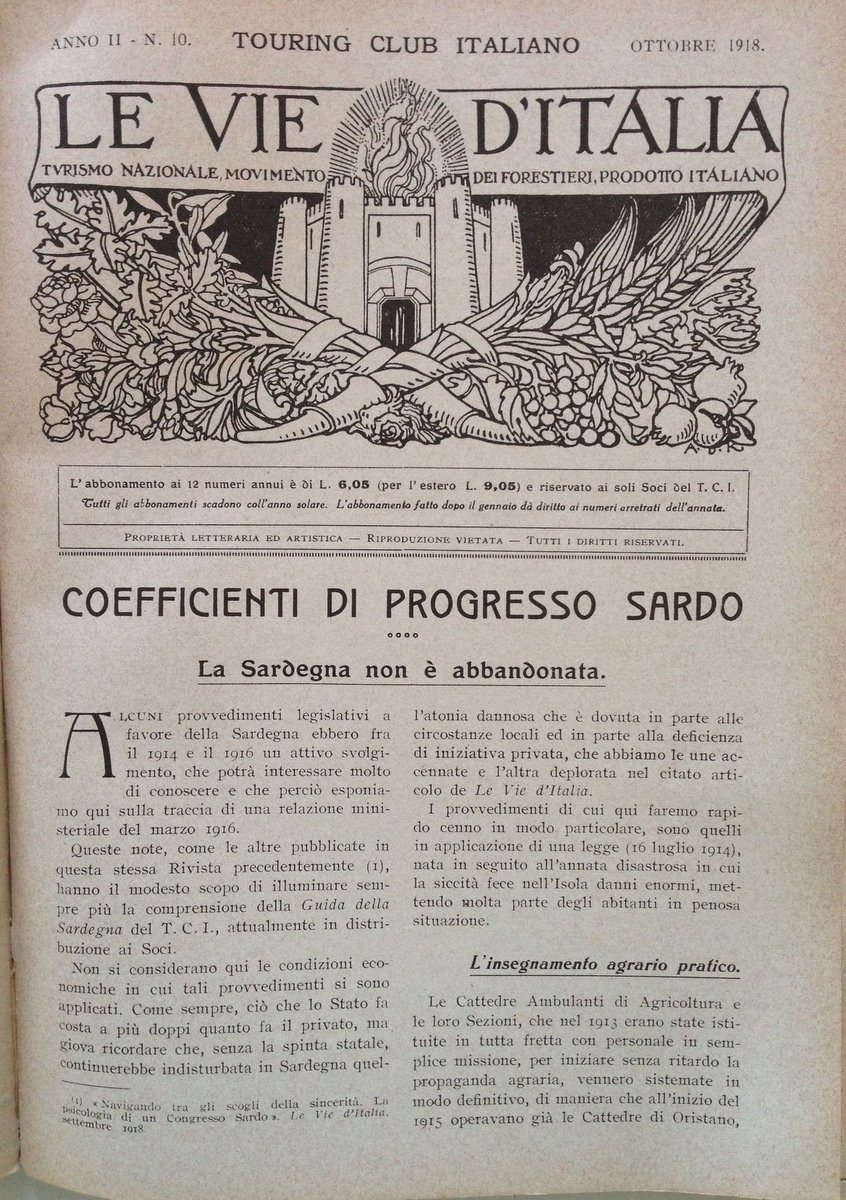 ANNO II - N. 10. TOURING CLUB ITALIANO OTTOBRE 1918.
LE VIE D'ITALIA
TVRISMO NAZIONALE, MOVIMENTO DEI FORESTIERI, PRODOTTO ITALIANO
L'abbonamento ai 12 numeri annui è di L. 6,05 (per l'estero L. 9,05) e riservato ai soli Soci del T. C. I.
Tutti gli abbonamenti scadono coll'anno solare. L'abbonamento fatto dopo il gennaio dà diritto ai numeri arretrati dell'annata.
PROPRIETÀ LETTERARIA ED ARTISTICA — RIPRODUZIONE VIETATA — TUTTI I DIRITTI RISERVATI.
COEFFICIENTI DI PROGRESSO SARDO
La Sardegna non è abbandonata.
ALCUNI provvedimenti legislativi a
favore della Sardegna ebbero fra
il 1914 e il 1916 un attivo svolgi-
mento, che potrà interessare molto
di conoscere e che perciò esponia-
mo qui sulla traccia di una relazione mini-
steriale del marzo 1916.
Queste note, come le altre pubblicate in
questa stessa Rivista precedentemente (1),
hanno il modesto scopo di illuminare sem-
pre più la comprensione della Guida della
Sardegna del T. C. I., attualmente in distri-
buzione ai Soci.
Non si considerano qui le condizioni eco-
nomiche in cui tali provvedimenti si sono
applicati. Come sempre, ciò che lo Stato fa
costa a più doppi quanto fa il privato, ma
giova ricordare che, senza la spinta statale,
continuerebbe indisturbata in Sardegna quel-
(1) « Navigando tra gli scogli della sincerità. La
psicologia di un Congresso Sardo ». Le Vie d'Italia.
settembre 1918
l'atonia dannosa che è dovuta in parte alle
circostanze locali ed in parte alla deficienza
di iniziativa privata, che abbiamo le une ac-
cennate e l'altra deplorata nel citato arti-
colo de Le Vie d'Italia.
I provvedimenti di cui qui faremo rapi-
do cenno in modo particolare, sono quelli
in applicazione di una legge (16 luglio 1914),
nata in seguito all'annata disastrosa in cui
la siccità fece nell'Isola danni enormi, met-
tendo molta parte degli abitanti in penosa
situazione.
L'insegnamento agrario pratico.
Le Cattedre Ambulanti di Agricoltura e
le loro Sezioni, che nel 1913 erano state isti-
tuite in tutta fretta con personale in sem-
plice missione, per iniziare senza ritardo la
propaganda agraria, vennero sistemate in
modo definitivo, di maniera che all'inizio del
1915 operavano già le Cattedre di Oristano,